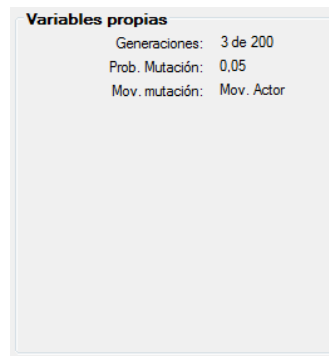 Variables propias
Generaciones: 3 de 200
Prob. Mutación: 0,05
Mov. mutación: Mov. Actor